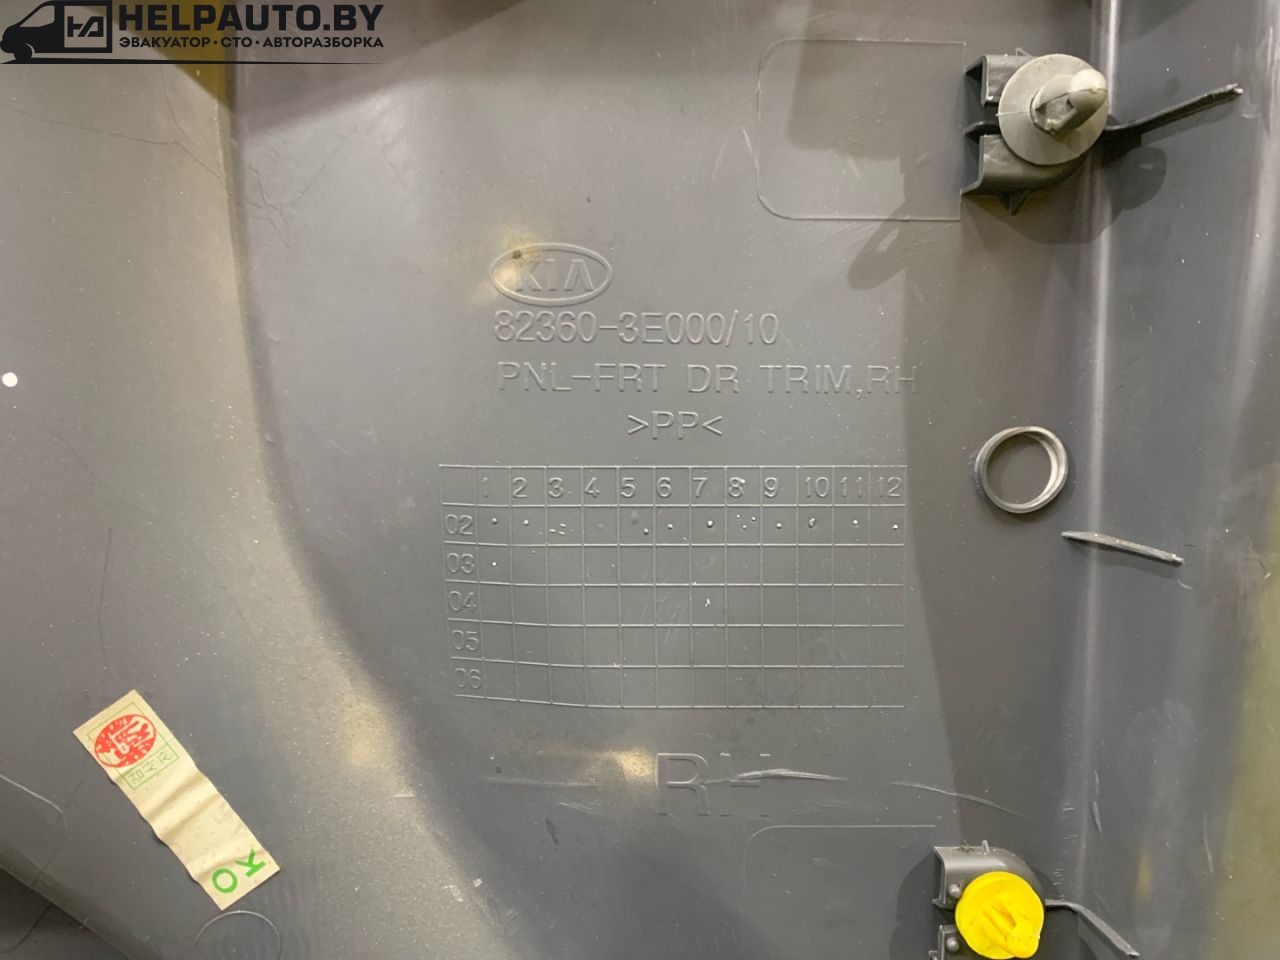 HELPAUTO.BY
ЭВАКУАТОР·СТО·АВТОРАЗБОРКА
KIA
82360-3E000/10
PNL-FRT DR TRIM,RH
>PP<
1 2 3 4 5 6 7 8 9 10 11 12
02
03
04
05
06
RH
OK